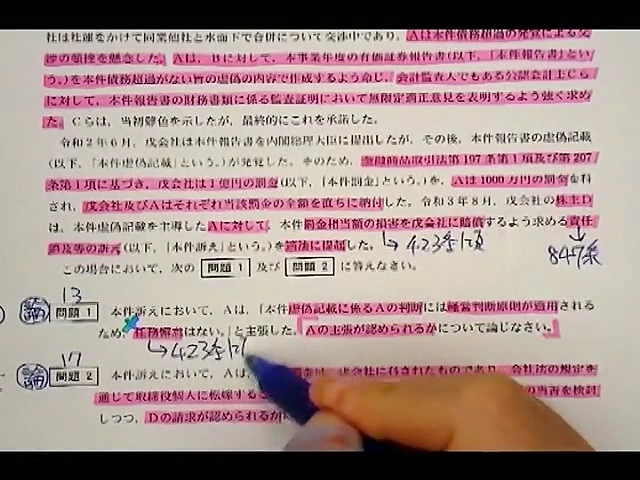 社は社運をかけて同業他社と水面下で合併について交渉中であり、Aは本件債務超過の発覚による交
渉の頓挫を懸念した。Aは、Bに対して、本事業年度の有価証券報告書(以下、「本件報告書」とい
う。)を本件債務超過がない旨の虚偽の内容で作成するよう命じ、会計監査人でもある公認会計士Cら
に対して、本件報告書の財務書類に係る監査証明において無限定適正意見を表明するよう強く求め
た。Cらは、当初難色を示したが、最終的にこれを承諾した。
令和2年6月、戊会社は本件報告書を内閣総理大臣に提出したが、その後、本件報告書の虚偽記載
(以下、「本件虚偽記載」という。)が発覚した。そのため、金融商品取引法第197条第1項及び第207
条第1項に基づき、戊会社は1億円の罰金(以下、「本件罰金」という。)を、Aは1000万円の罰金を科
され、戊会社及びAはそれぞれ当該罰金の全額を直ちに納付した。令和3年8月、戊会社の株主D
は、本件虚偽記載を主導したAに対して、本件罰金相当額の損害を戊会社に賠償するよう求める責任
追及等の訴え(以下、「本件訴え」という。)を適法に提起した。
↳423条1項
847条
この場合において、次の 問題1 及び 問題2 に答えなさい。
13
論 問題1 本件訴えにおいて、Aは、「本件虚偽記載に係るAの判断には経営判断原則が適用される
ため、任務懈怠はない。」と主張した。Aの主張が認められるかについて論じなさい。
↳423条1
17
論 問題2 本件訴えにおいて、Aは、
は、戊会社に科されたものであり、会社法の規定を
通じて取締役個人に転嫁するこ
の当否を検討
しつつ、Dの請求が認められるか